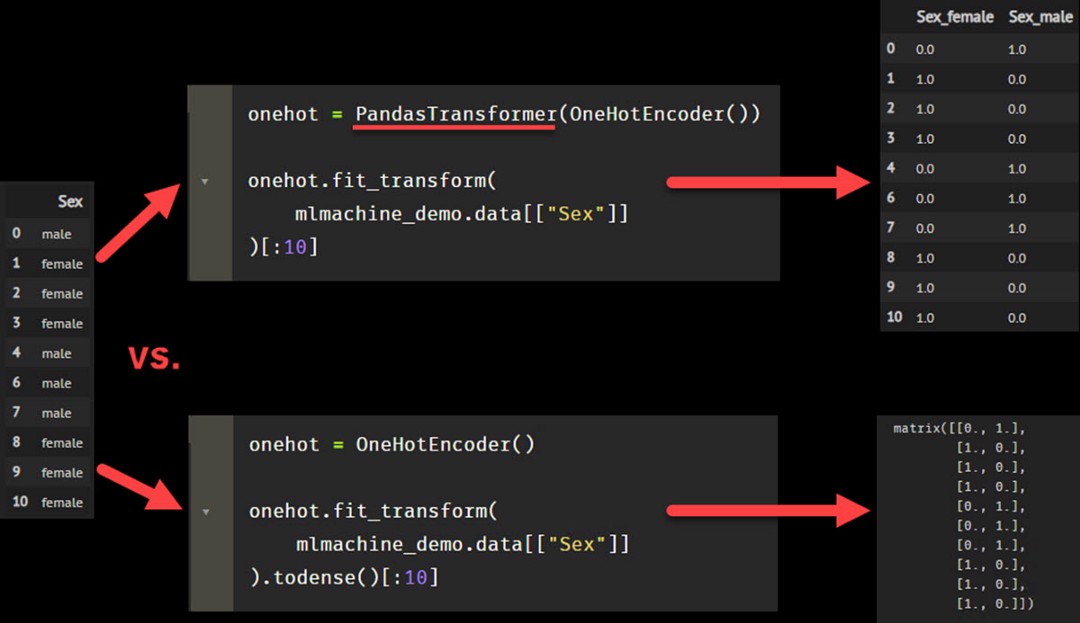 Sex
0 male
1 female
2 female
3 female
4 male
6 male
7 male
8 female
9 female
10 female
onehot = PandasTransformer(OneHotEncoder())
onehot.fit_transform(
mlmachine_demo.data[["Sex"]]
)[:10]
Sex_female Sex_male
0 0.0 1.0
1 1.0 0.0
2 1.0 0.0
3 1.0 0.0
4 0.0 1.0
6 0.0 1.0
7 0.0 1.0
8 1.0 0.0
9 1.0 0.0
10 1.0 0.0
vs.
onehot = OneHotEncoder()
onehot.fit_transform(
mlmachine_demo.data[["Sex"]]
).todense()[:10]
matrix([[0., 1.],
[1., 0.],
[1., 0.],
[1., 0.],
[0., 1.],
[0., 1.],
[0., 1.],
[1., 0.],
[1., 0.],
[1., 0.]])